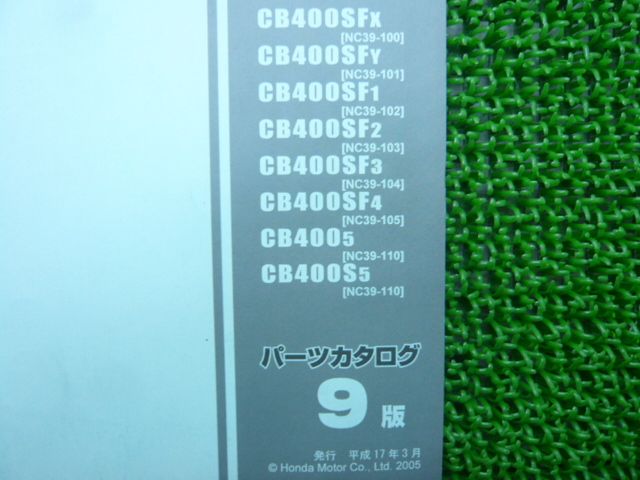 CB400SFX
[NC39-100]
CB400SFY
[NC39-101]
CB400SF1
[NC39-102]
CB400SF2
[NC39-103]
CB400SF3
[NC39-104]
CB400SF4
[NC39-105]
CB4005
[NC39-110]
CB400S5
[NC39-110]
パーツカタログ
9版
発行 平成17年3月
© Honda Motor Co., Ltd. 2005